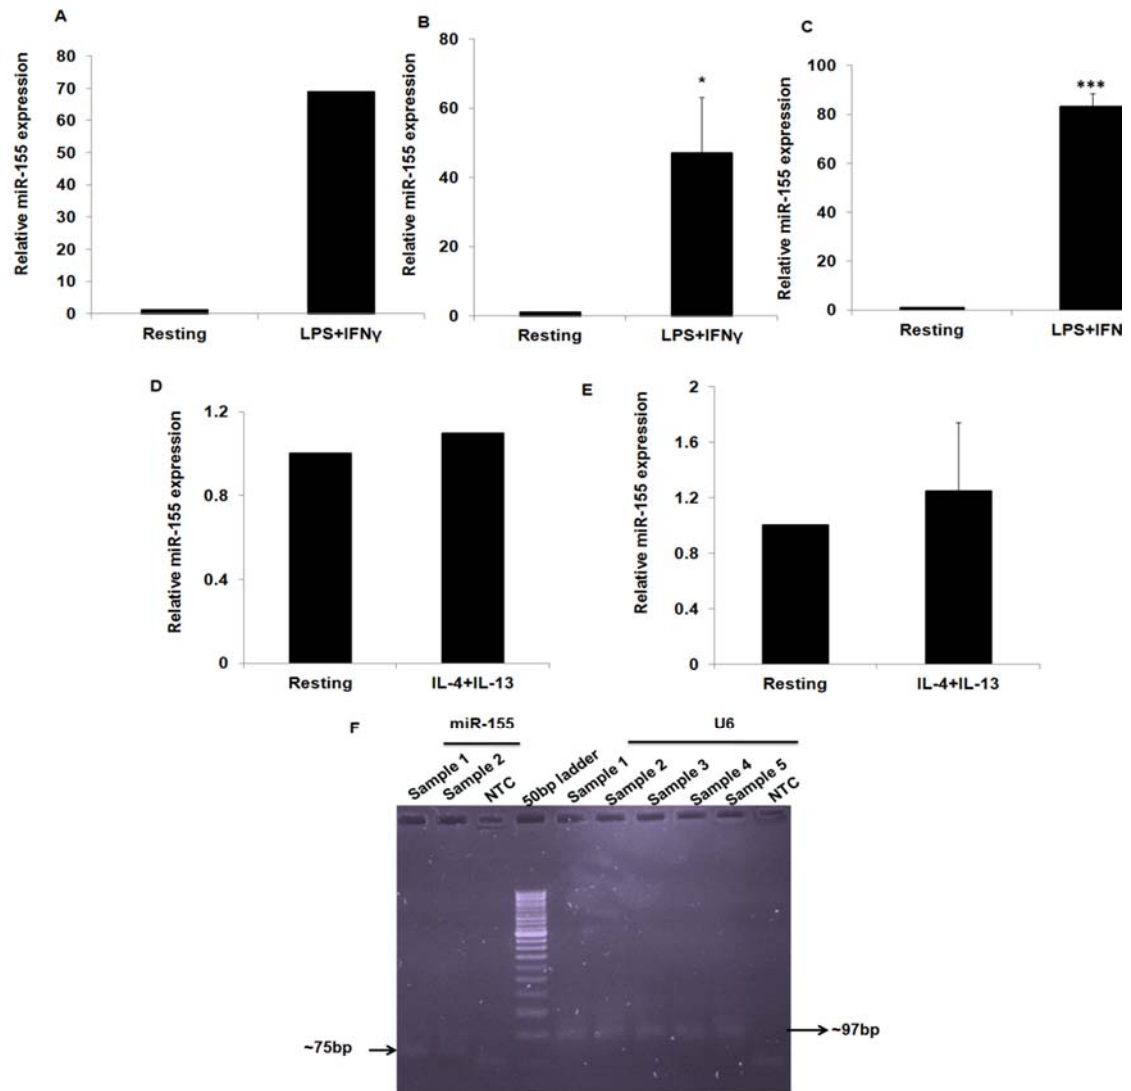 A
Relative miR-155 expression
80
70
60
50
40
30
20
10
0
Resting
LPS+IFNγ
B
Relative miR-155 expression
80
60
40
20
0
*
Resting
LPS+IFNγ
C
Relative miR-155 expression
100
80
60
40
20
0
***
Resting
LPS+IFN
D
Relative miR-155 expression
1.2
0.8
0.4
0
Resting
IL-4+IL-13
E
Relative miR-155 expression
2
1.6
1.2
0.8
0.4
0
Resting
IL-4+IL-13
F
miR-155
U6
Sample 1
Sample 2
NTC
50bp ladder
Sample 1
Sample 2
Sample 3
Sample 4
Sample 5
NTC
~75bp
~97bp